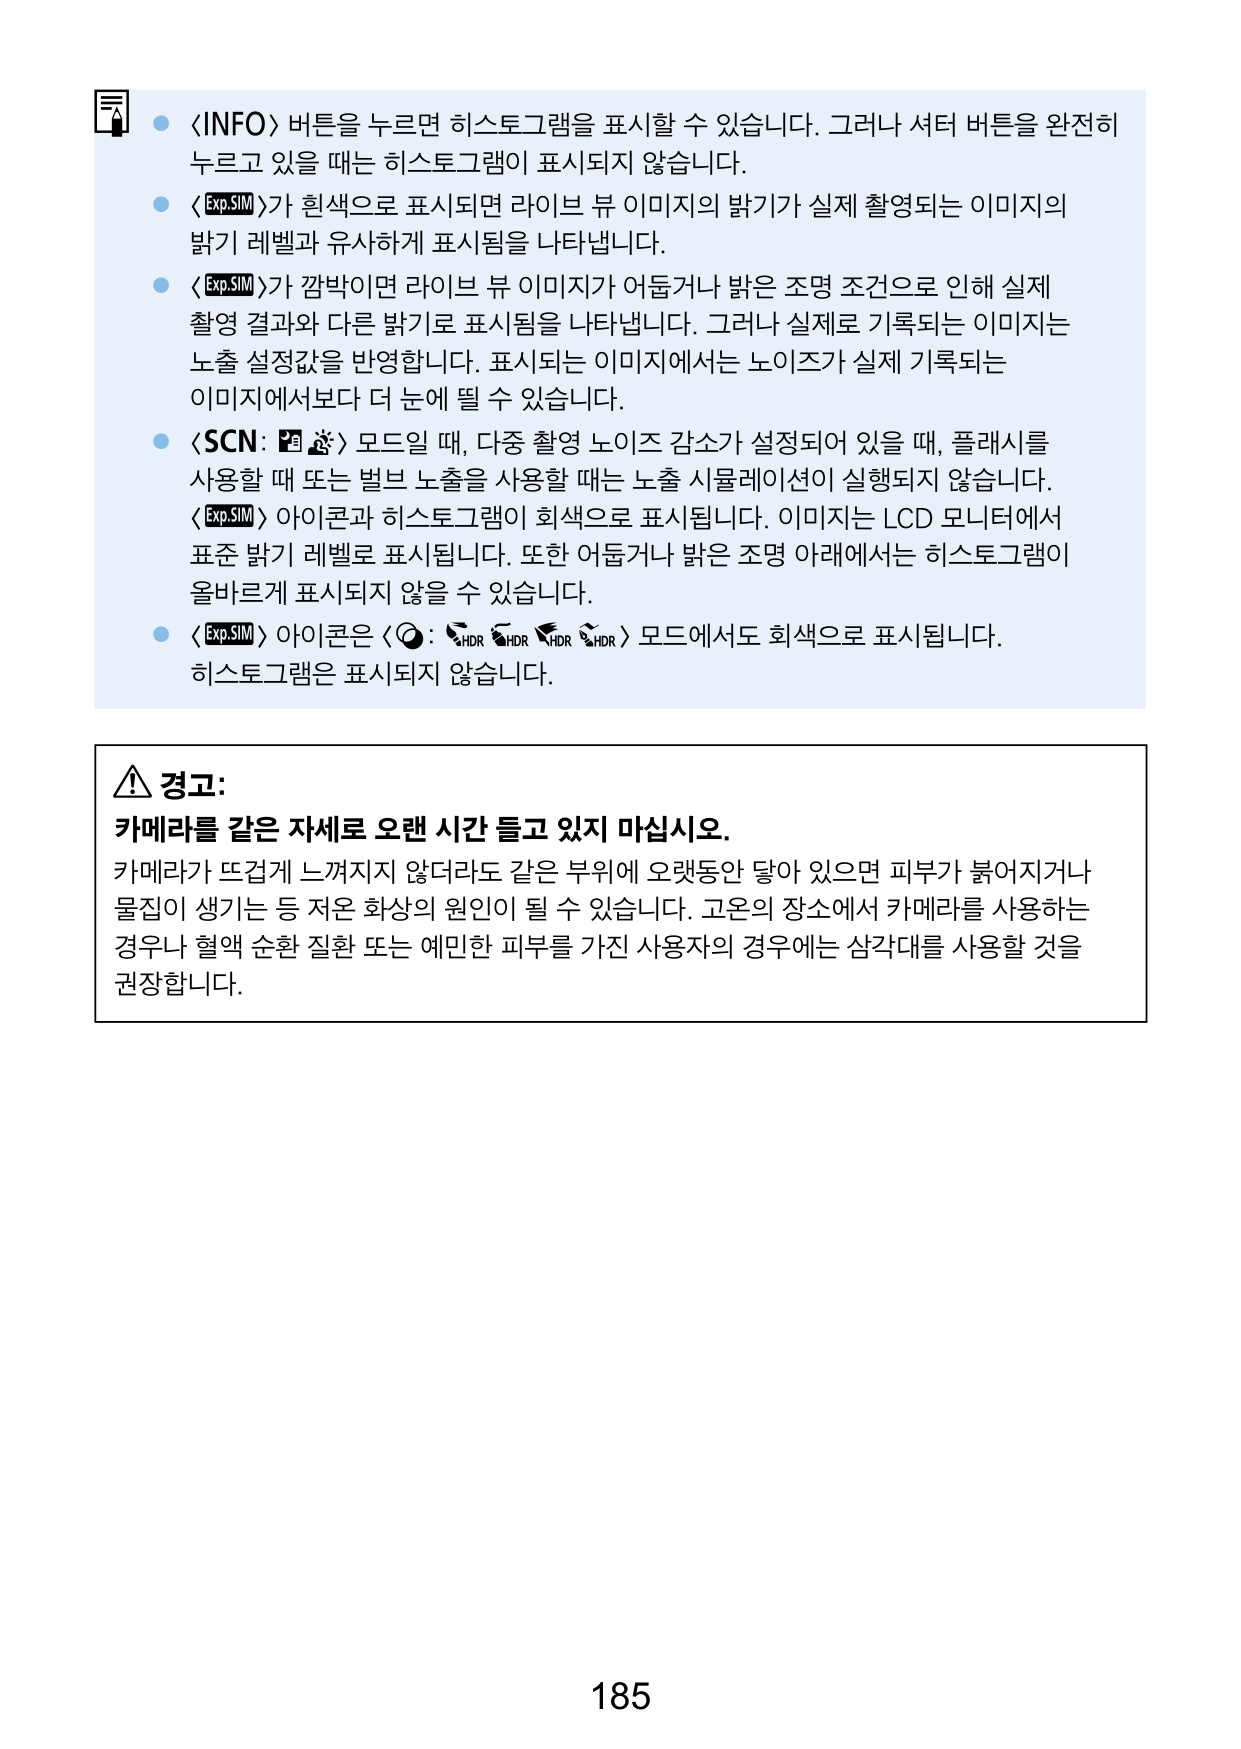 ● 〈INFO〉 버튼을 누르면 히스토그램을 표시할 수 있습니다. 그러나 셔터 버튼을 완전히
누르고 있을 때는 히스토그램이 표시되지 않습니다.
● 〈Exp.SIM〉가 흰색으로 표시되면 라이브 뷰 이미지의 밝기가 실제 촬영되는 이미지의
밝기 레벨과 유사하게 표시됨을 나타냅니다.
● 〈Exp.SIM〉가 깜박이면 라이브 뷰 이미지가 어둡거나 밝은 조명 조건으로 인해 실제
촬영 결과와 다른 밝기로 표시됨을 나타냅니다. 그러나 실제로 기록되는 이미지는
노출 설정값을 반영합니다. 표시되는 이미지에서는 노이즈가 실제 기록되는
이미지에서보다 더 눈에 띌 수 있습니다.
● 〈SCN: 〉 모드일 때, 다중 촬영 노이즈 감소가 설정되어 있을 때, 플래시를
사용할 때 또는 벌브 노출을 사용할 때는 노출 시뮬레이션이 실행되지 않습니다.
〈Exp.SIM〉 아이콘과 히스토그램이 회색으로 표시됩니다. 이미지는 LCD 모니터에서
표준 밝기 레벨로 표시됩니다. 또한 어둡거나 밝은 조명 아래에서는 히스토그램이
올바르게 표시되지 않을 수 있습니다.
● 〈Exp.SIM〉 아이콘은 〈: HDR HDR HDR HDR〉 모드에서도 회색으로 표시됩니다.
히스토그램은 표시되지 않습니다.
⚠ 경고:
카메라를 같은 자세로 오랜 시간 들고 있지 마십시오.
카메라가 뜨겁게 느껴지지 않더라도 같은 부위에 오랫동안 닿아 있으면 피부가 붉어지거나
물집이 생기는 등 저온 화상의 원인이 될 수 있습니다. 고온의 장소에서 카메라를 사용하는
경우나 혈액 순환 질환 또는 예민한 피부를 가진 사용자의 경우에는 삼각대를 사용할 것을
권장합니다.
185